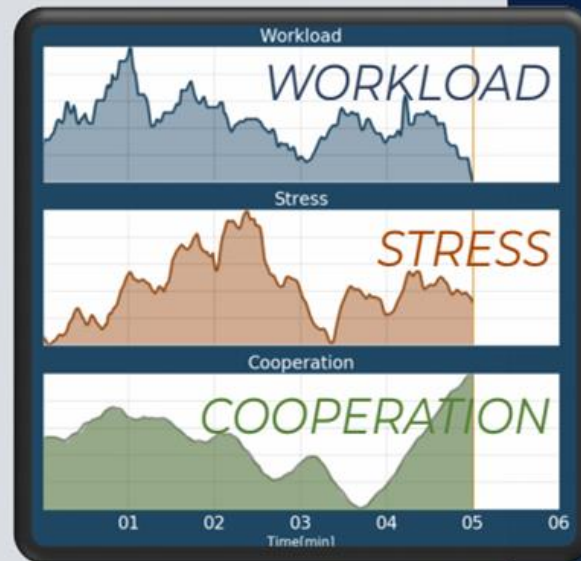 Workload
WORKLOAD
Stress
STRESS
Cooperation
COOPERATION
01 02 03 04 05 06
Time[min]